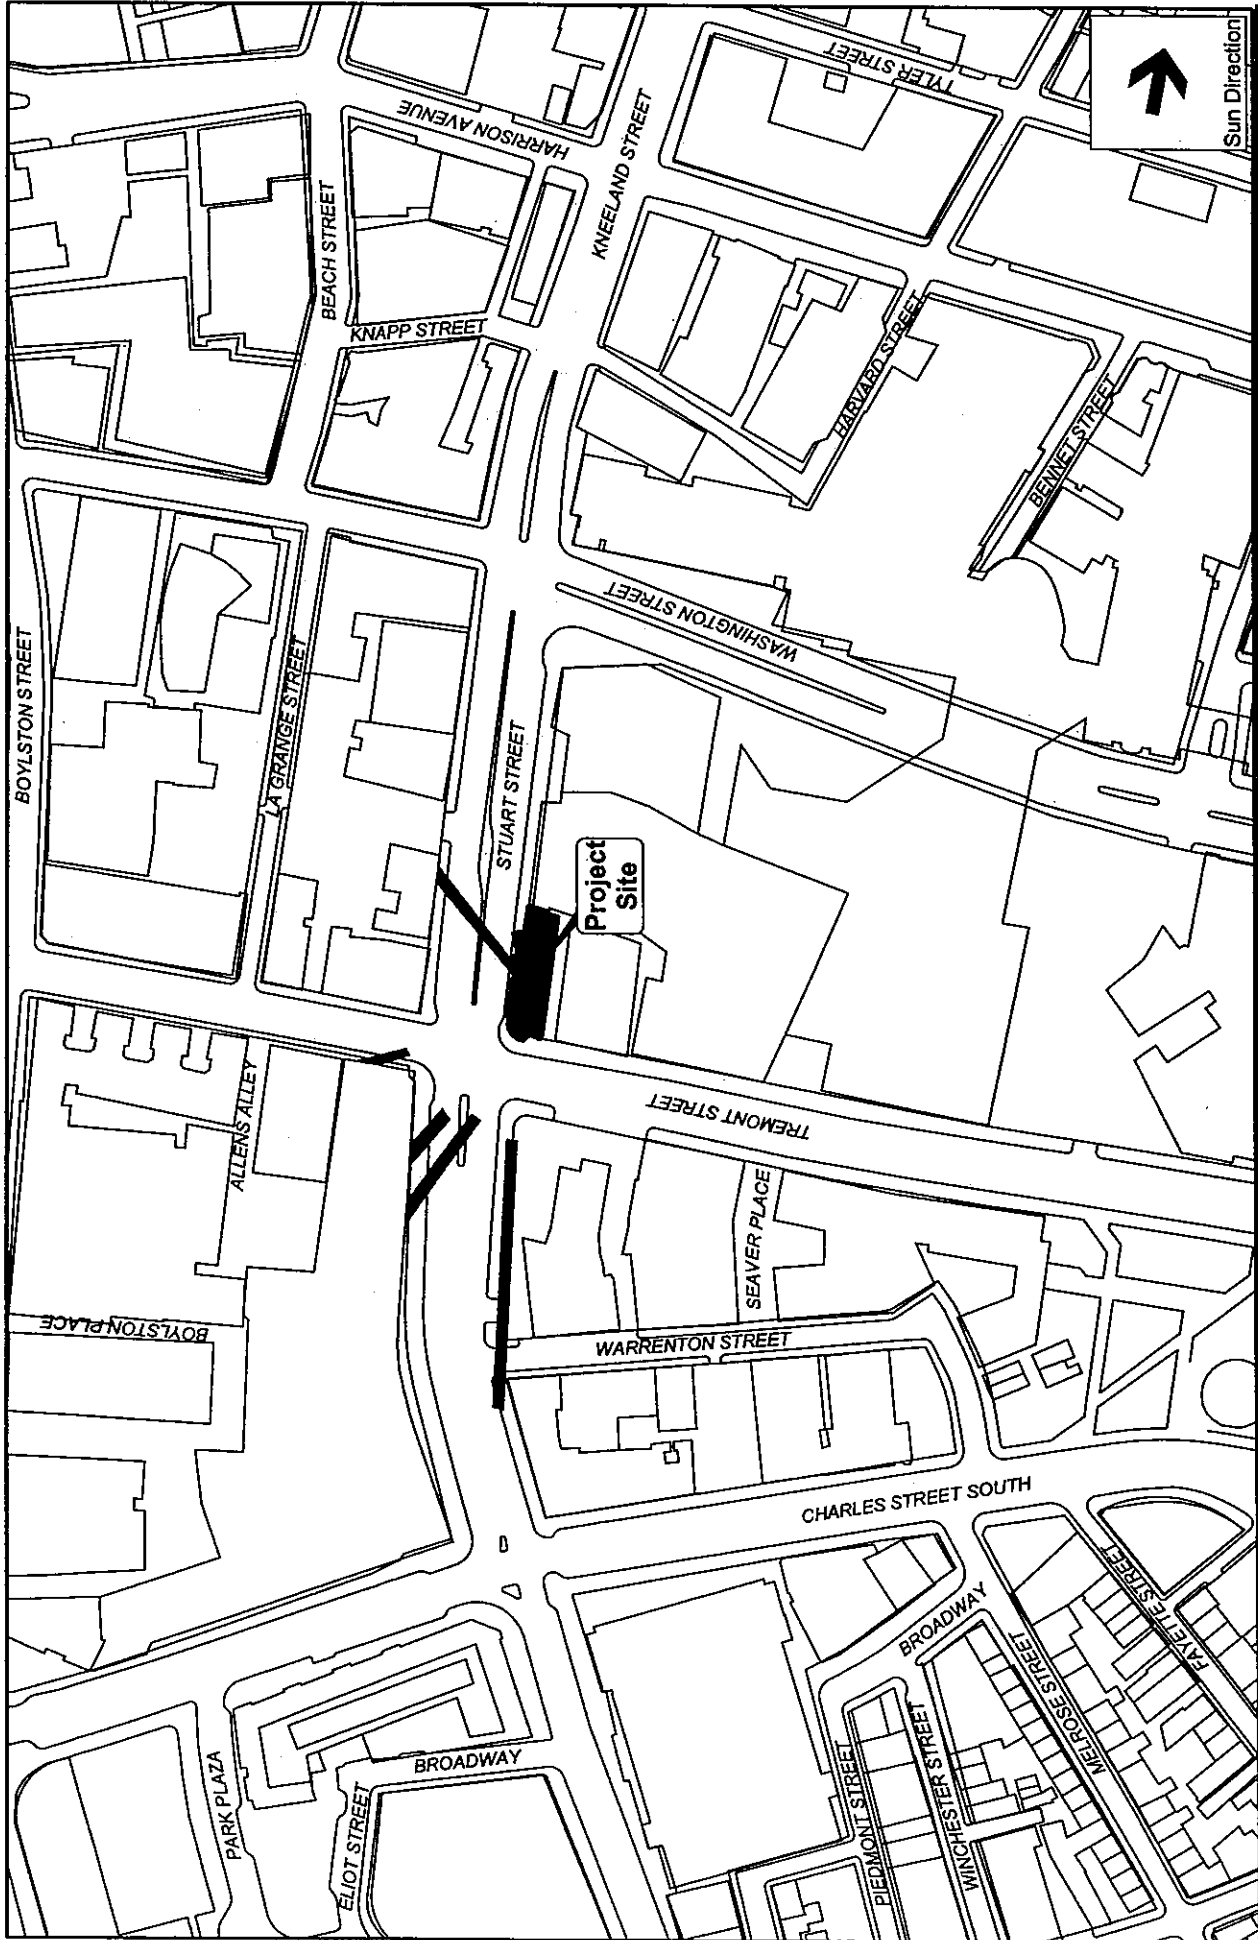 TYLER STREET
Sun Direction
HARRISON AVENUE
KNEELAND STREET
BEACH STREET
KNAPP STREET
HARVARD STREET
BENNET STREET
WASHINGTON STREET
BOYLSTON STREET
LA GRANGE STREET
STUART STREET
Project
Site
ALLENS ALLEY
TREMONT STREET
SEAVER PLACE
BOYLSTON PLACE
WARRENTON STREET
CHARLES STREET SOUTH
BROADWAY
FAYETTE STREET
MELROSE STREET
PARK PLAZA
BROADWAY
ELIOT STREET
PIEDMONT STREET
WINCHESTER STREET